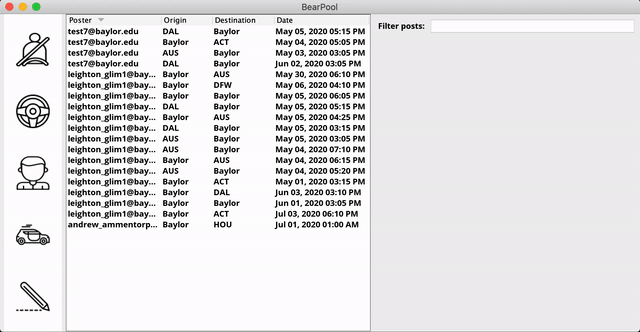 BearPool
Poster Origin Destination Date
Filter posts:
test7@baylor.edu DAL Baylor May 05, 2020 05:15 PM
test7@baylor.edu Baylor ACT May 04, 2020 05:05 PM
test7@baylor.edu AUS Baylor May 03, 2020 03:05 PM
test7@baylor.edu DAL Baylor Jun 02, 2020 03:05 PM
leighton_glim1@bay... Baylor AUS May 30, 2020 06:10 PM
leighton_glim1@bay... Baylor DFW May 06, 2020 04:10 PM
leighton_glim1@bay... Baylor Baylor May 05, 2020 06:05 PM
leighton_glim1@bay... DAL Baylor May 05, 2020 05:15 PM
leighton_glim1@bay... Baylor AUS May 05, 2020 04:25 PM
leighton_glim1@bay... DAL Baylor May 05, 2020 03:15 PM
leighton_glim1@bay... AUS Baylor May 05, 2020 03:05 PM
leighton_glim1@bay... Baylor Baylor May 04, 2020 07:10 PM
leighton_glim1@bay... Baylor AUS May 04, 2020 06:15 PM
leighton_glim1@bay... AUS Baylor May 04, 2020 05:20 PM
leighton_glim1@bay... Baylor ACT May 01, 2020 03:15 PM
leighton_glim1@bay... Baylor DAL Jun 03, 2020 03:10 PM
leighton_glim1@bay... Baylor Baylor Jun 01, 2020 03:05 PM
leighton_glim1@bay... Baylor ACT Jul 03, 2020 06:10 PM
andrew_ammentorp... Baylor HOU Jul 01, 2020 01:00 AM